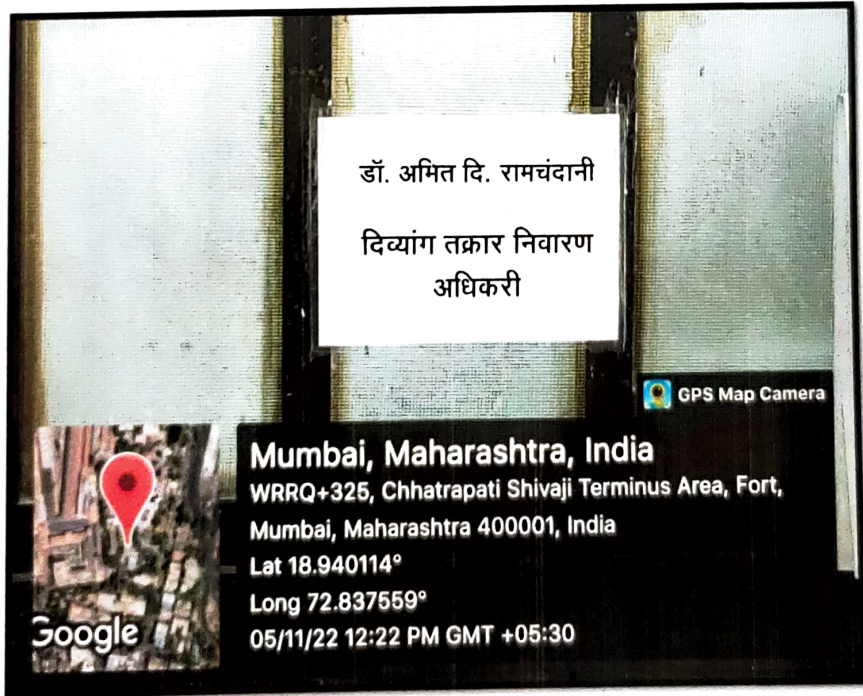 डॉ. अमित दि. रामचंदानी
दिव्यांग तक्रार निवारण
अधिकरी
GPS Map Camera
Mumbai, Maharashtra, India
WRRQ+325, Chhatrapati Shivaji Terminus Area, Fort,
Mumbai, Maharashtra 400001, India
Lat 18.940114°
Long 72.837559°
05/11/22 12:22 PM GMT +05:30
Google